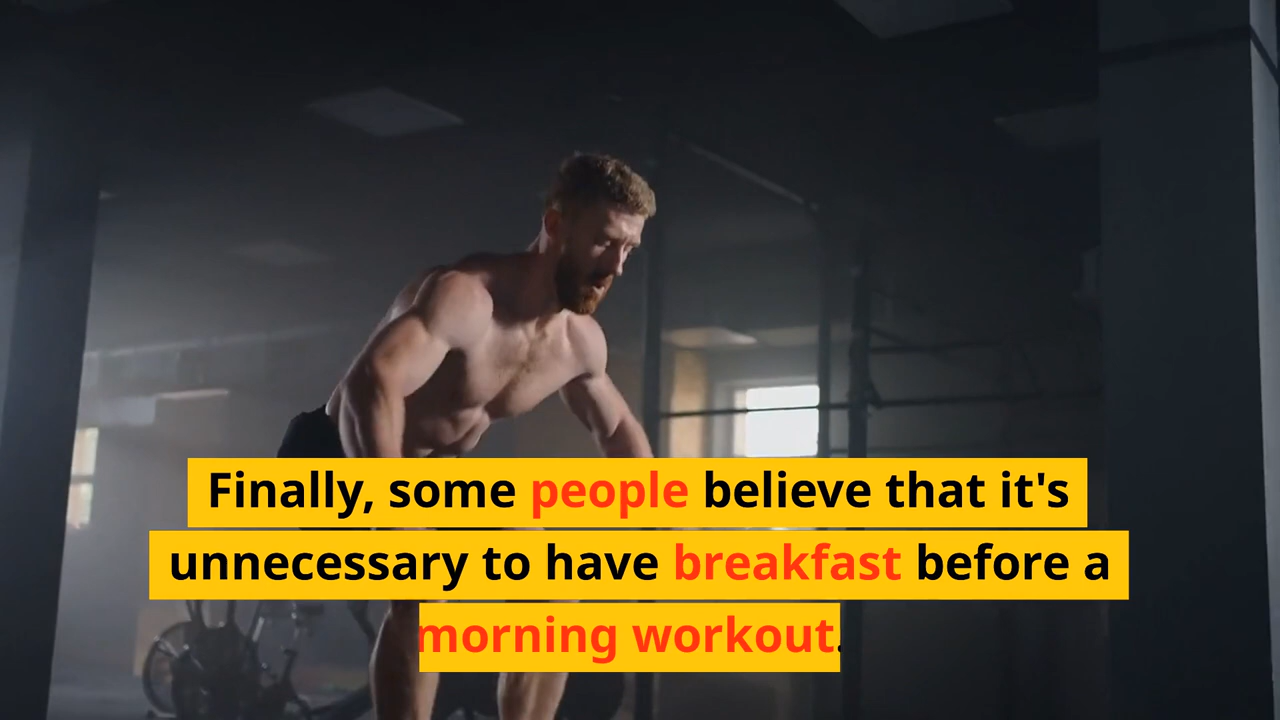 Finally, some people believe that it's
unnecessary to have breakfast before a
morning workout.